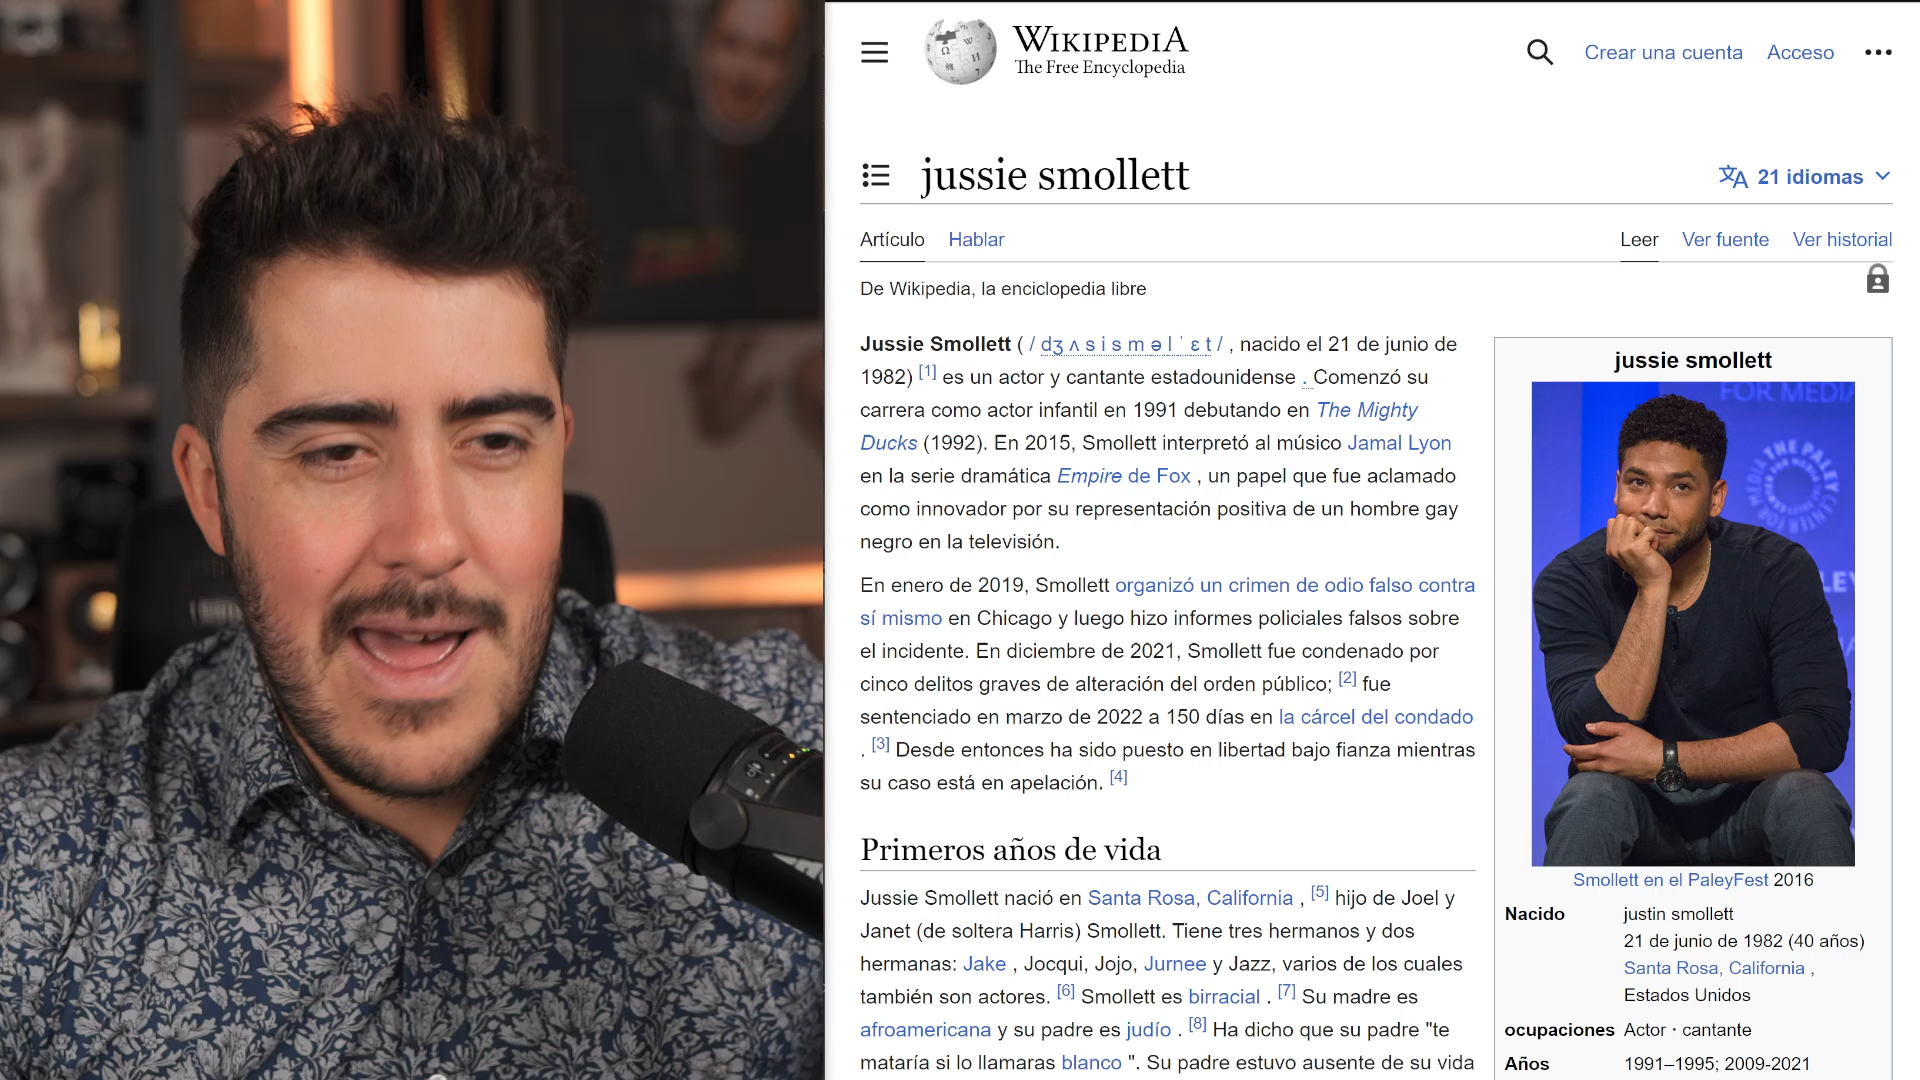 WIKIPEDIA
The Free Encyclopedia
Crear una cuenta
Acceso
jussie smollett
21 idiomas
Artículo
Hablar
Leer
Ver fuente
Ver historial
De Wikipedia, la enciclopedia libre
Jussie Smollett ( / dʒ ʌ s i s m ə l ˈ ɛ t / , nacido el 21 de junio de
1982) [1] es un actor y cantante estadounidense . Comenzó su
carrera como actor infantil en 1991 debutando en The Mighty
Ducks (1992). En 2015, Smollett interpretó al músico Jamal Lyon
en la serie dramática Empire de Fox , un papel que fue aclamado
como innovador por su representación positiva de un hombre gay
negro en la televisión.
En enero de 2019, Smollett organizó un crimen de odio falso contra
sí mismo en Chicago y luego hizo informes policiales falsos sobre
el incidente. En diciembre de 2021, Smollett fue condenado por
cinco delitos graves de alteración del orden público; [2] fue
sentenciado en marzo de 2022 a 150 días en la cárcel del condado
. [3] Desde entonces ha sido puesto en libertad bajo fianza mientras
su caso está en apelación. [4]
Primeros años de vida
Jussie Smollett nació en Santa Rosa, California , [5] hijo de Joel y
Janet (de soltera Harris) Smollett. Tiene tres hermanos y dos
hermanas: Jake , Jocqui, Jojo, Jurnee y Jazz, varios de los cuales
también son actores. [6] Smollett es birracial . [7] Su madre es
afroamericana y su padre es judío . [8] Ha dicho que su padre "te
mataría si lo llamaras blanco ". Su padre estuvo ausente de su vida
jussie smollett
FOR MEDIA
THE PALEY CENTER FOR MEDIA
Smollett en el PaleyFest 2016
Nacido
justin smollett
21 de junio de 1982 (40 años)
Santa Rosa, California ,
Estados Unidos
ocupaciones Actor · cantante
Años 1991–1995; 2009-2021